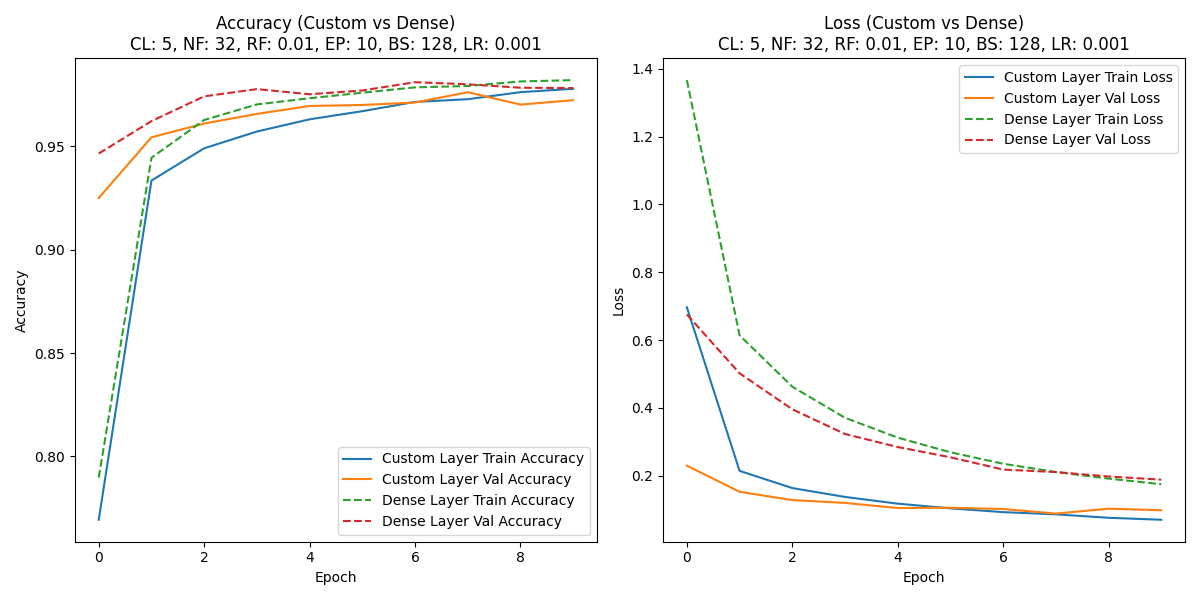 Accuracy (Custom vs Dense)
CL: 5, NF: 32, RF: 0.01, EP: 10, BS: 128, LR: 0.001
Accuracy
0.95
0.90
0.85
0.80
0 2 4 6 8
Epoch
Custom Layer Train Accuracy
Custom Layer Val Accuracy
Dense Layer Train Accuracy
Dense Layer Val Accuracy
Loss (Custom vs Dense)
CL: 5, NF: 32, RF: 0.01, EP: 10, BS: 128, LR: 0.001
Loss
1.4
1.2
1.0
0.8
0.6
0.4
0.2
0 2 4 6 8
Epoch
Custom Layer Train Loss
Custom Layer Val Loss
Dense Layer Train Loss
Dense Layer Val Loss